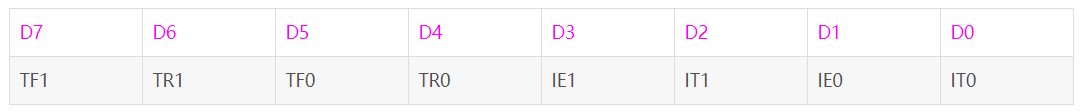 D7 D6 D5 D4 D3 D2 D1 D0
TF1 TR1 TF0 TR0 IE1 IT1 IE0 IT0